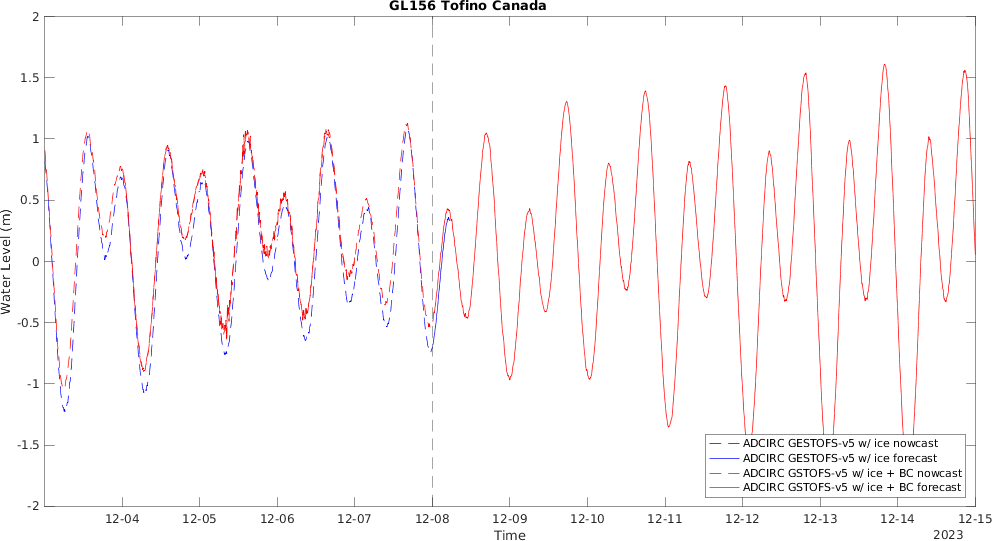 GL156 Tofino Canada
2
1.5
1
0.5
0
-0.5
-1
-1.5
-2
Water Level (m)
ADCIRC GESTOFS-v5 w/ ice nowcast
ADCIRC GESTOFS-v5 w/ ice forecast
ADCIRC GSTOFS-v5 w/ ice + BC nowcast
ADCIRC GSTOFS-v5 w/ ice + BC forecast
12-04 12-05 12-06 12-07 12-08 12-09 12-10 12-11 12-12 12-13 12-14 12-15
Time
2023